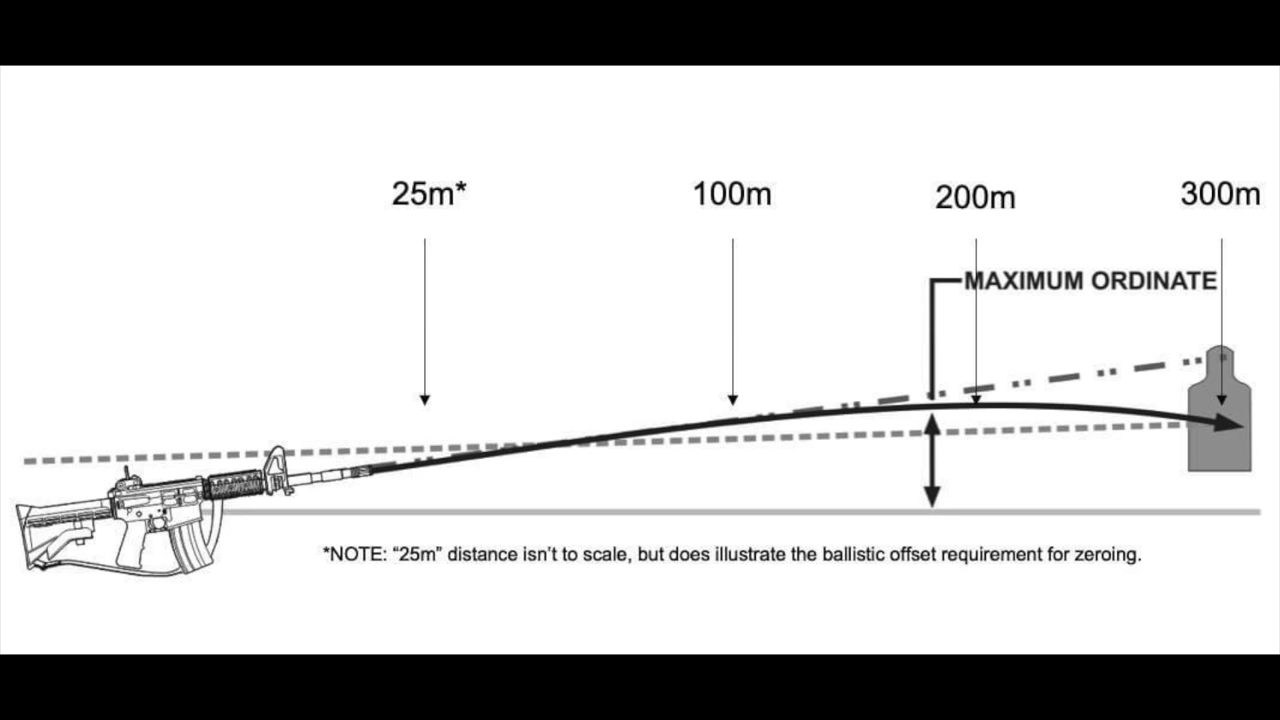 25m*
100m
200m
300m
MAXIMUM ORDINATE
*NOTE: “25m” distance isn’t to scale, but does illustrate the ballistic offset requirement for zeroing.